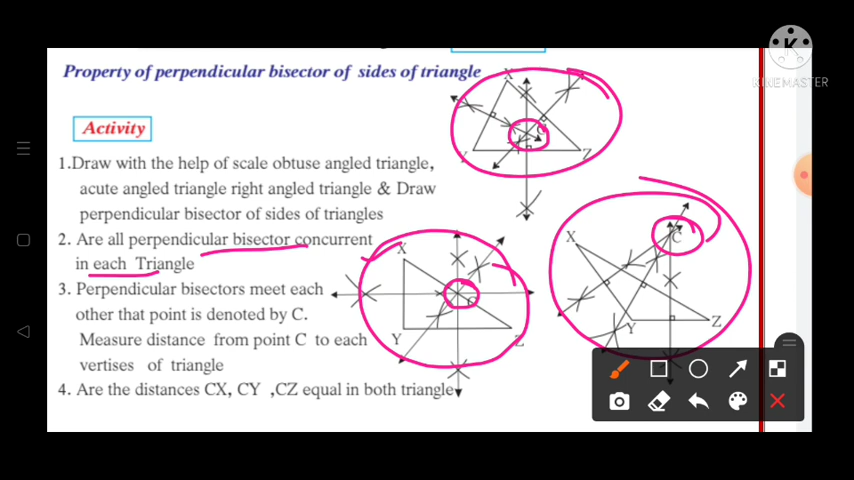 Property of perpendicular bisector of sides of triangle
Activity
1.Draw with the help of scale obtuse angled triangle,
acute angled triangle right angled triangle & Draw
perpendicular bisector of sides of triangles
2. Are all perpendicular bisector concurrent
in each Triangle
3. Perpendicular bisectors meet each
other that point is denoted by C.
Measure distance from point C to each
vertises of triangle
4. Are the distances CX, CY ,CZ equal in both triangle
X
Z
X
Y
Z
X
C
Y
Z
K
KINEMASTER